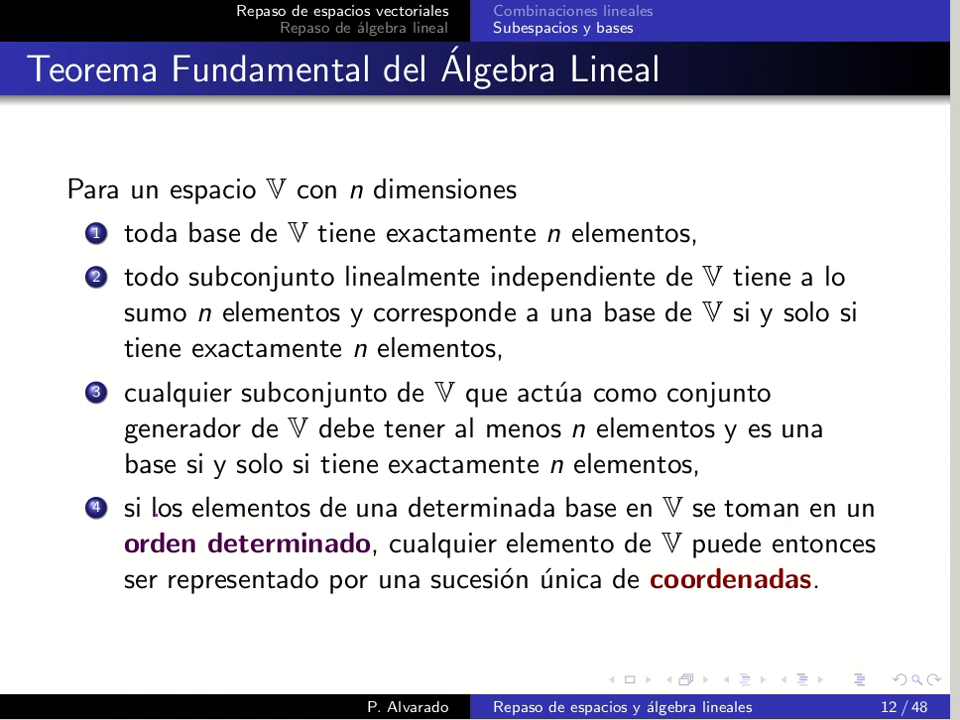 Repaso de espacios vectoriales
Repaso de álgebra lineal
Combinaciones lineales
Subespacios y bases
Teorema Fundamental del Álgebra Lineal
Para un espacio 𝕍 con n dimensiones
1 toda base de 𝕍 tiene exactamente n elementos,
2 todo subconjunto linealmente independiente de 𝕍 tiene a lo
sumo n elementos y corresponde a una base de 𝕍 si y solo si
tiene exactamente n elementos,
3 cualquier subconjunto de 𝕍 que actúa como conjunto
generador de 𝕍 debe tener al menos n elementos y es una
base si y solo si tiene exactamente n elementos,
4 si los elementos de una determinada base en 𝕍 se toman en un
orden determinado, cualquier elemento de 𝕍 puede entonces
ser representado por una sucesión única de coordenadas.
P. Alvarado
Repaso de espacios y álgebra lineales
12 / 48